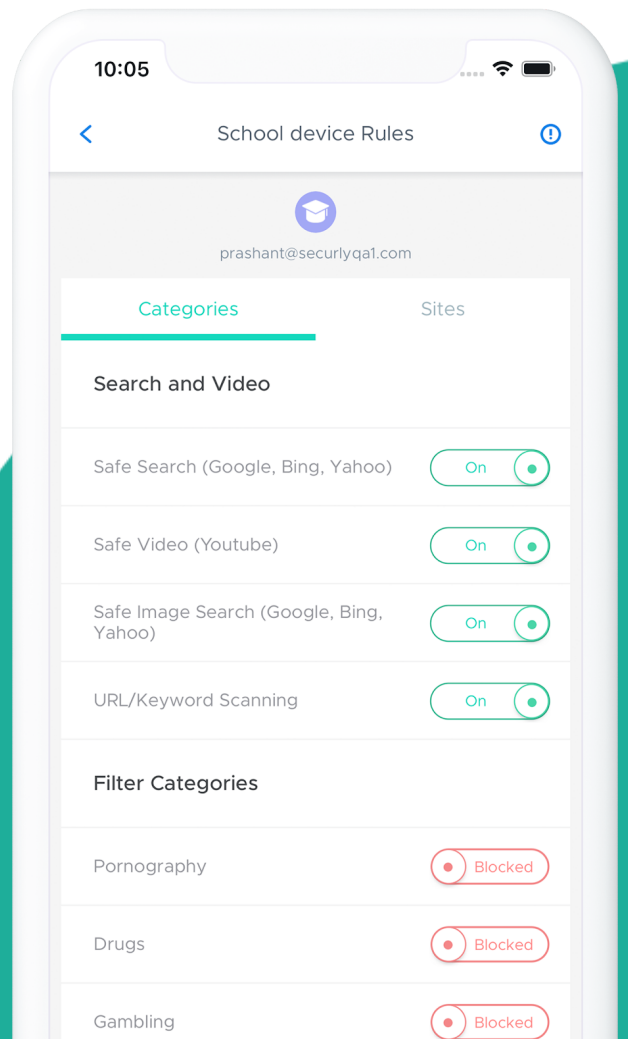 10:05
School device Rules
prashant@securlyqa1.com
Categories
Sites
Search and Video
Safe Search (Google, Bing, Yahoo)
On
Safe Video (Youtube)
On
Safe Image Search (Google, Bing,
Yahoo)
On
URL/Keyword Scanning
On
Filter Categories
Pornography
Blocked
Drugs
Blocked
Gambling
Blocked